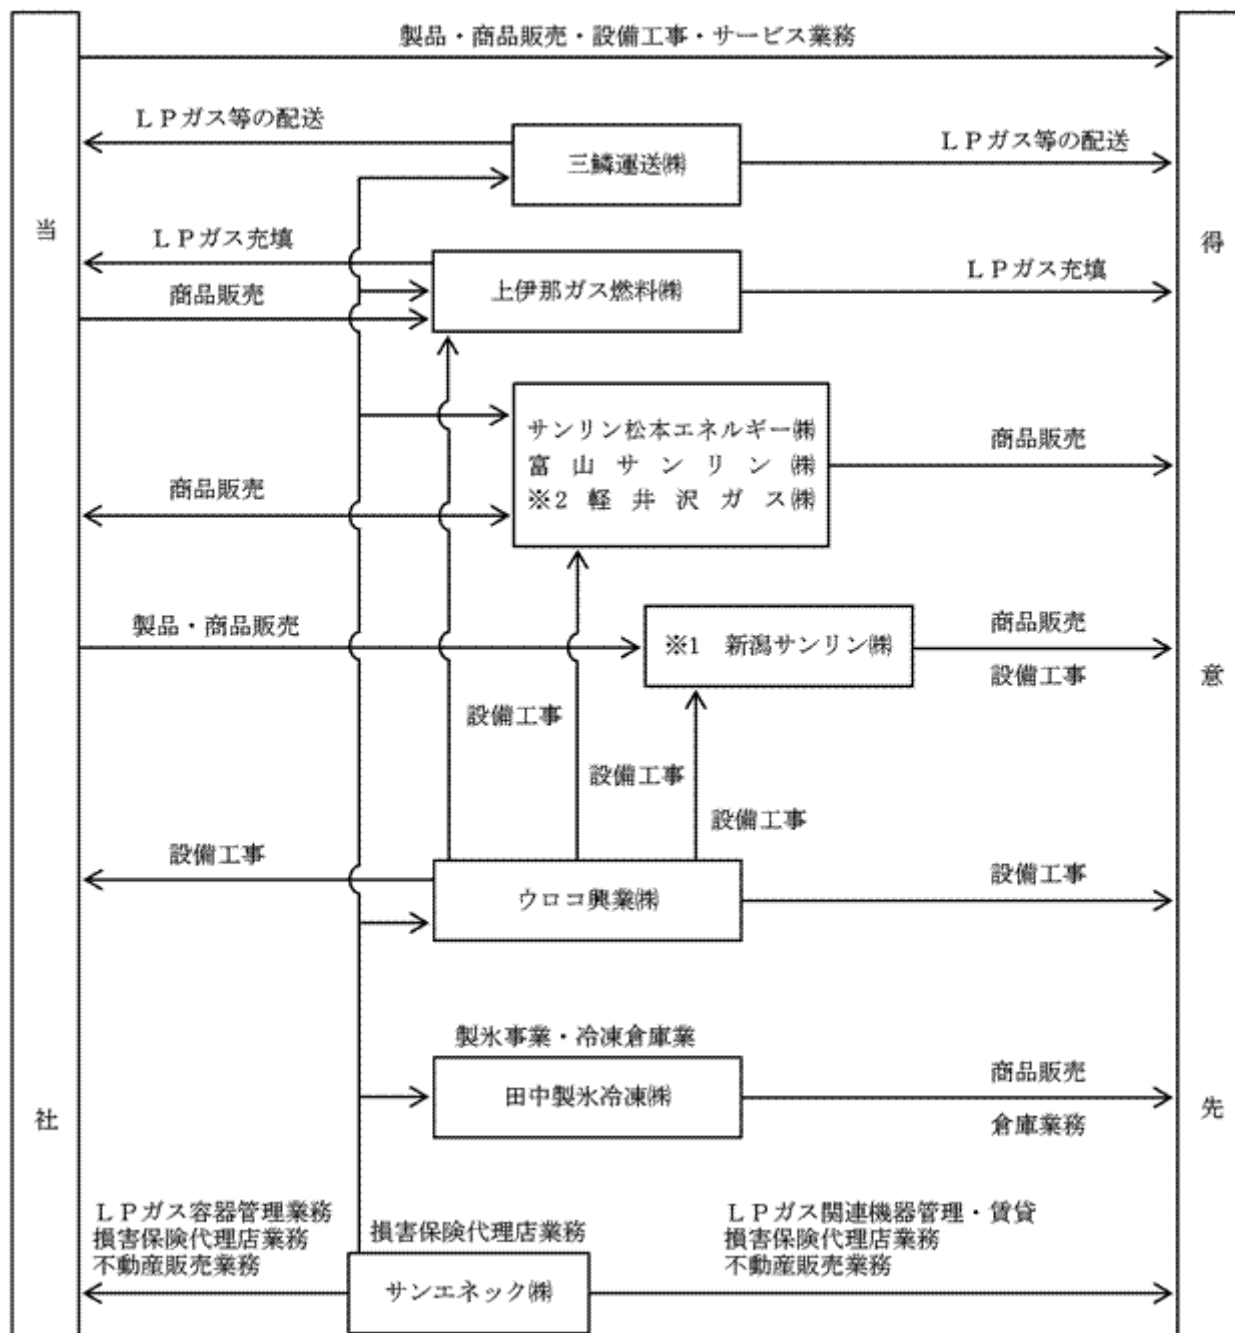 製品・商品販売・設備工事・サービス業務
ＬＰガス等の配送
三鱗運送㈱
ＬＰガス等の配送
当
得
ＬＰガス充填
上伊那ガス燃料㈱
ＬＰガス充填
商品販売
サンリン松本エネルギー㈱
富山サンリン㈱
※2 軽井沢ガス㈱
商品販売
商品販売
製品・商品販売
※1 新潟サンリン㈱
商品販売
設備工事
意
設備工事
設備工事
設備工事
設備工事
ウロコ興業㈱
設備工事
製氷事業・冷凍倉庫業
田中製氷冷凍㈱
商品販売
倉庫業務
社
先
ＬＰガス容器管理業務
損害保険代理店業務
不動産販売業務
損害保険代理店業務
サンエネック㈱
ＬＰガス関連機器管理・賃貸
損害保険代理店業務
不動産販売業務